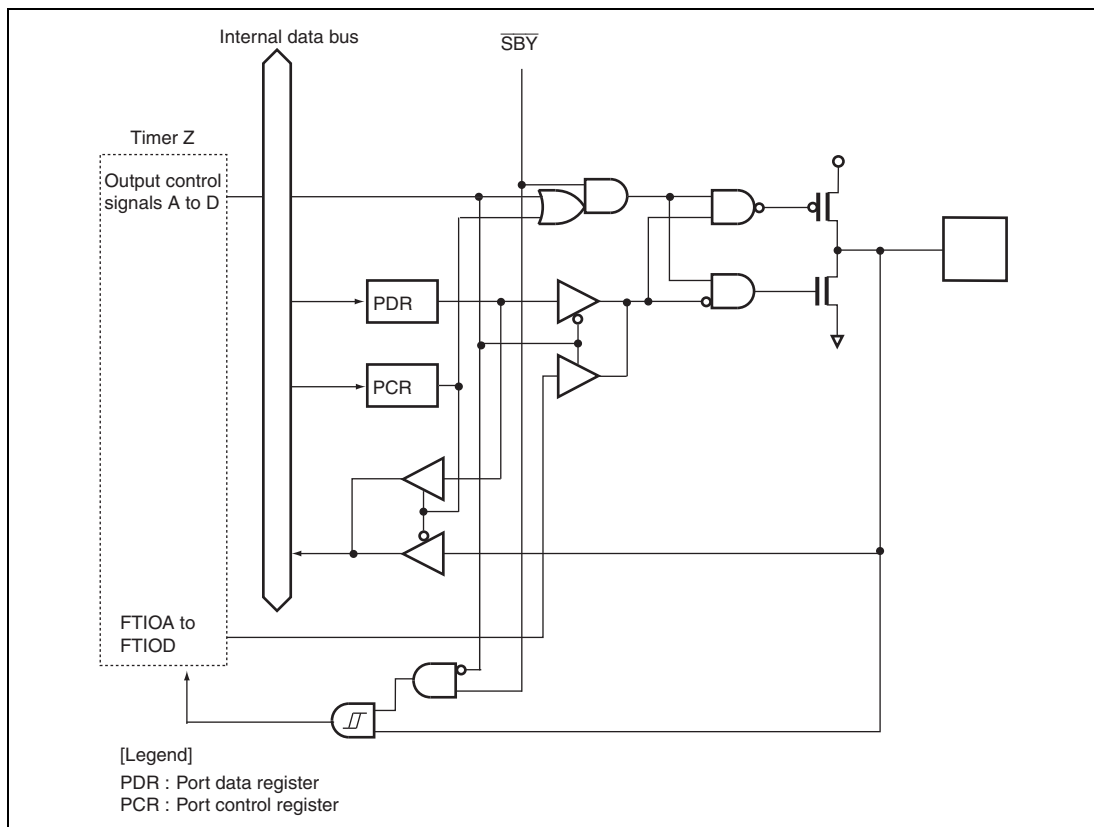 Internal data bus
SBY
Timer Z
Output control
signals A to D
PDR
PCR
FTIOA to
FTIOD
[Legend]
PDR : Port data register
PCR : Port control register